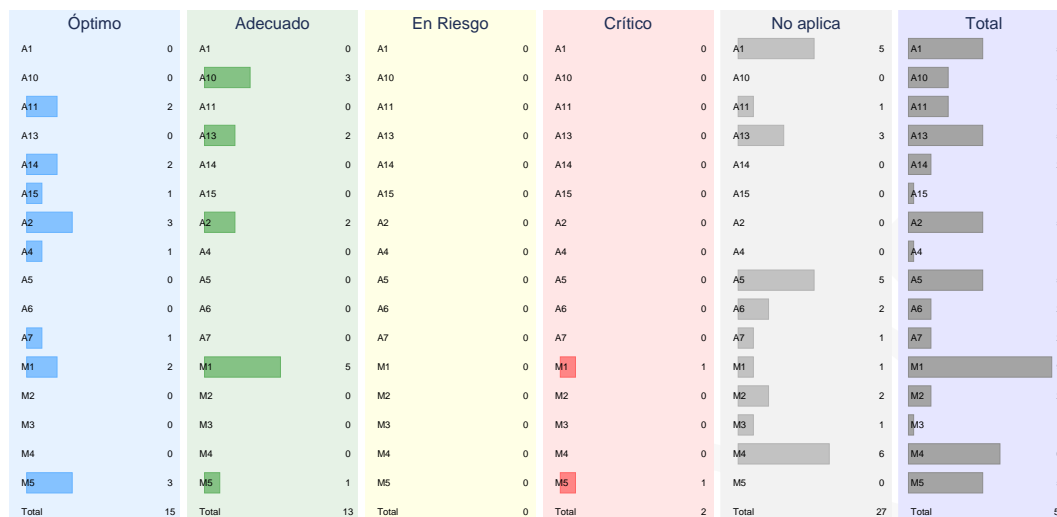 Óptimo Adecuado En Riesgo Crítico No aplica Total
A1 0 A1 0 A1 0 A1 0 A1 5 A1
A10 0 A10 3 A10 0 A10 0 A10 0 A10
A11 2 A11 0 A11 0 A11 0 A11 1 A11
A13 0 A13 2 A13 0 A13 0 A13 3 A13
A14 2 A14 0 A14 0 A14 0 A14 0 A14
A15 1 A15 0 A15 0 A15 0 A15 0 A15
A2 3 A2 2 A2 0 A2 0 A2 0 A2
A4 1 A4 0 A4 0 A4 0 A4 0 A4
A5 0 A5 0 A5 0 A5 0 A5 5 A5
A6 0 A6 0 A6 0 A6 0 A6 2 A6
A7 1 A7 0 A7 0 A7 0 A7 1 A7
M1 2 M1 5 M1 0 M1 1 M1 1 M1
M2 0 M2 0 M2 0 M2 0 M2 2 M2
M3 0 M3 0 M3 0 M3 0 M3 1 M3
M4 0 M4 0 M4 0 M4 0 M4 6 M4
M5 3 M5 1 M5 0 M5 1 M5 0 M5
Total 15 Total 13 Total 0 Total 2 Total 27 Total